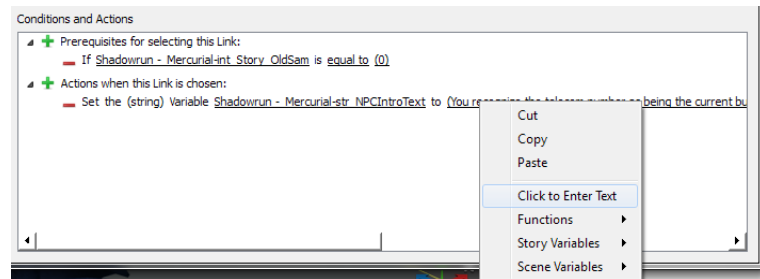 Conditions and Actions
Prerequisites for selecting this Link:
If Shadowrun - Mercurial-int_Story_OldSam is equal to (0)
Actions when this Link is chosen:
Set the (string) Variable Shadowrun - Mercurial-str_NPCIntroText to (You recognize the telecom number as being the current bu
Cut
Copy
Paste
Click to Enter Text
Functions
Story Variables
Scene Variables